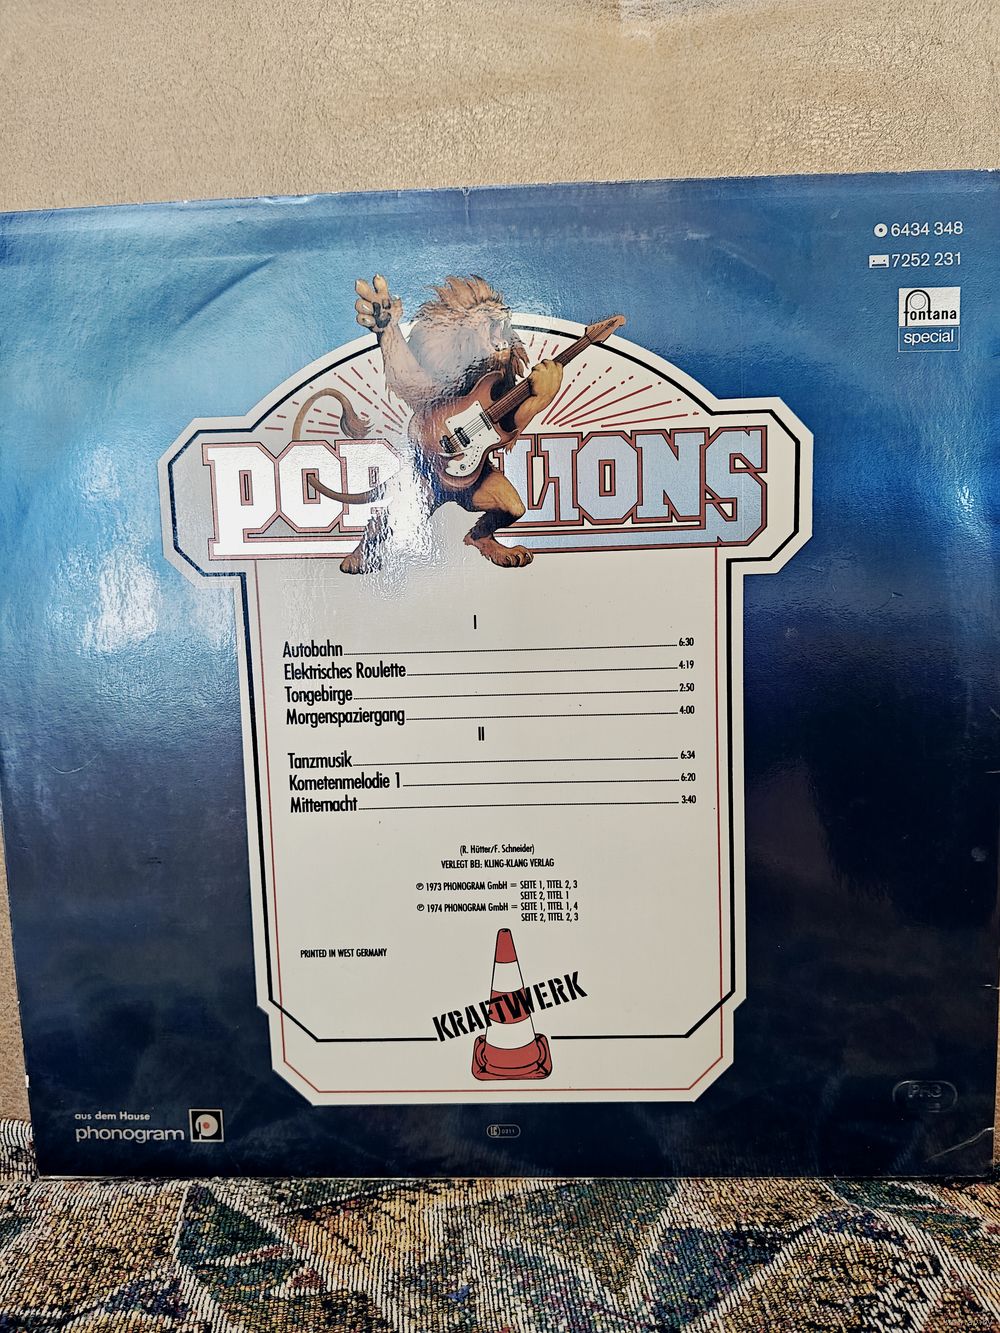 6434 348
7252 231
fontana
special
POP LIONS
I
Autobahn 6:30
Elektrisches Roulette 4:19
Tongebirge 2:50
Morgenspaziergang 4:00
II
Tanzmusik 6:34
Kometenmelodie 1 6:20
Mitternacht 3:40
(R. Hütter/F. Schneider)
VERLEGT BEI: KLING-KLANG VERLAG
℗ 1973 PHONOGRAM GmbH = SEITE 1, TITEL 2, 3
SEITE 2, TITEL 1
℗ 1974 PHONOGRAM GmbH = SEITE 1, TITEL 1, 4
SEITE 2, TITEL 2, 3
PRINTED IN WEST GERMANY
KRAFTWERK
aus dem Hause
phonogram
LC 0311